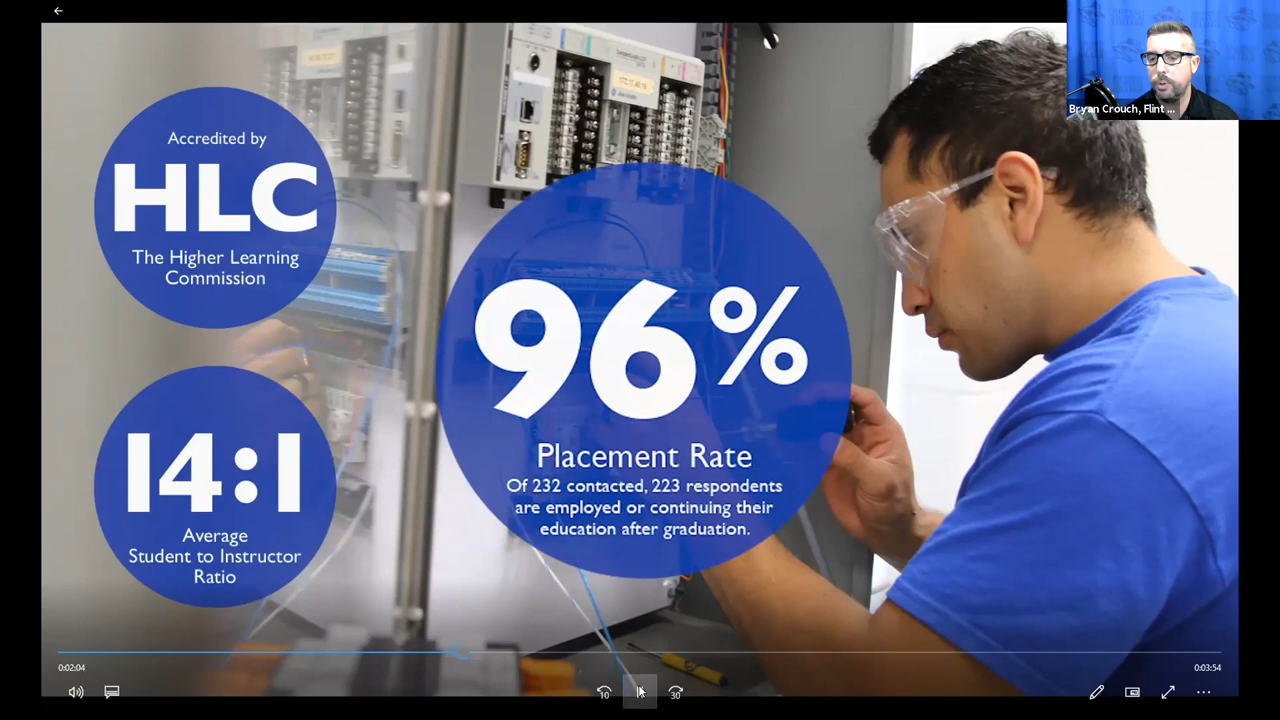 Bryan Crouch, Flint ...
Accredited by
HLC
The Higher Learning
Commission
14:1
Average
Student to Instructor
Ratio
96%
Placement Rate
Of 232 contacted, 223 respondents
are employed or continuing their
education after graduation.
0:02:04
0:03:54
10
30